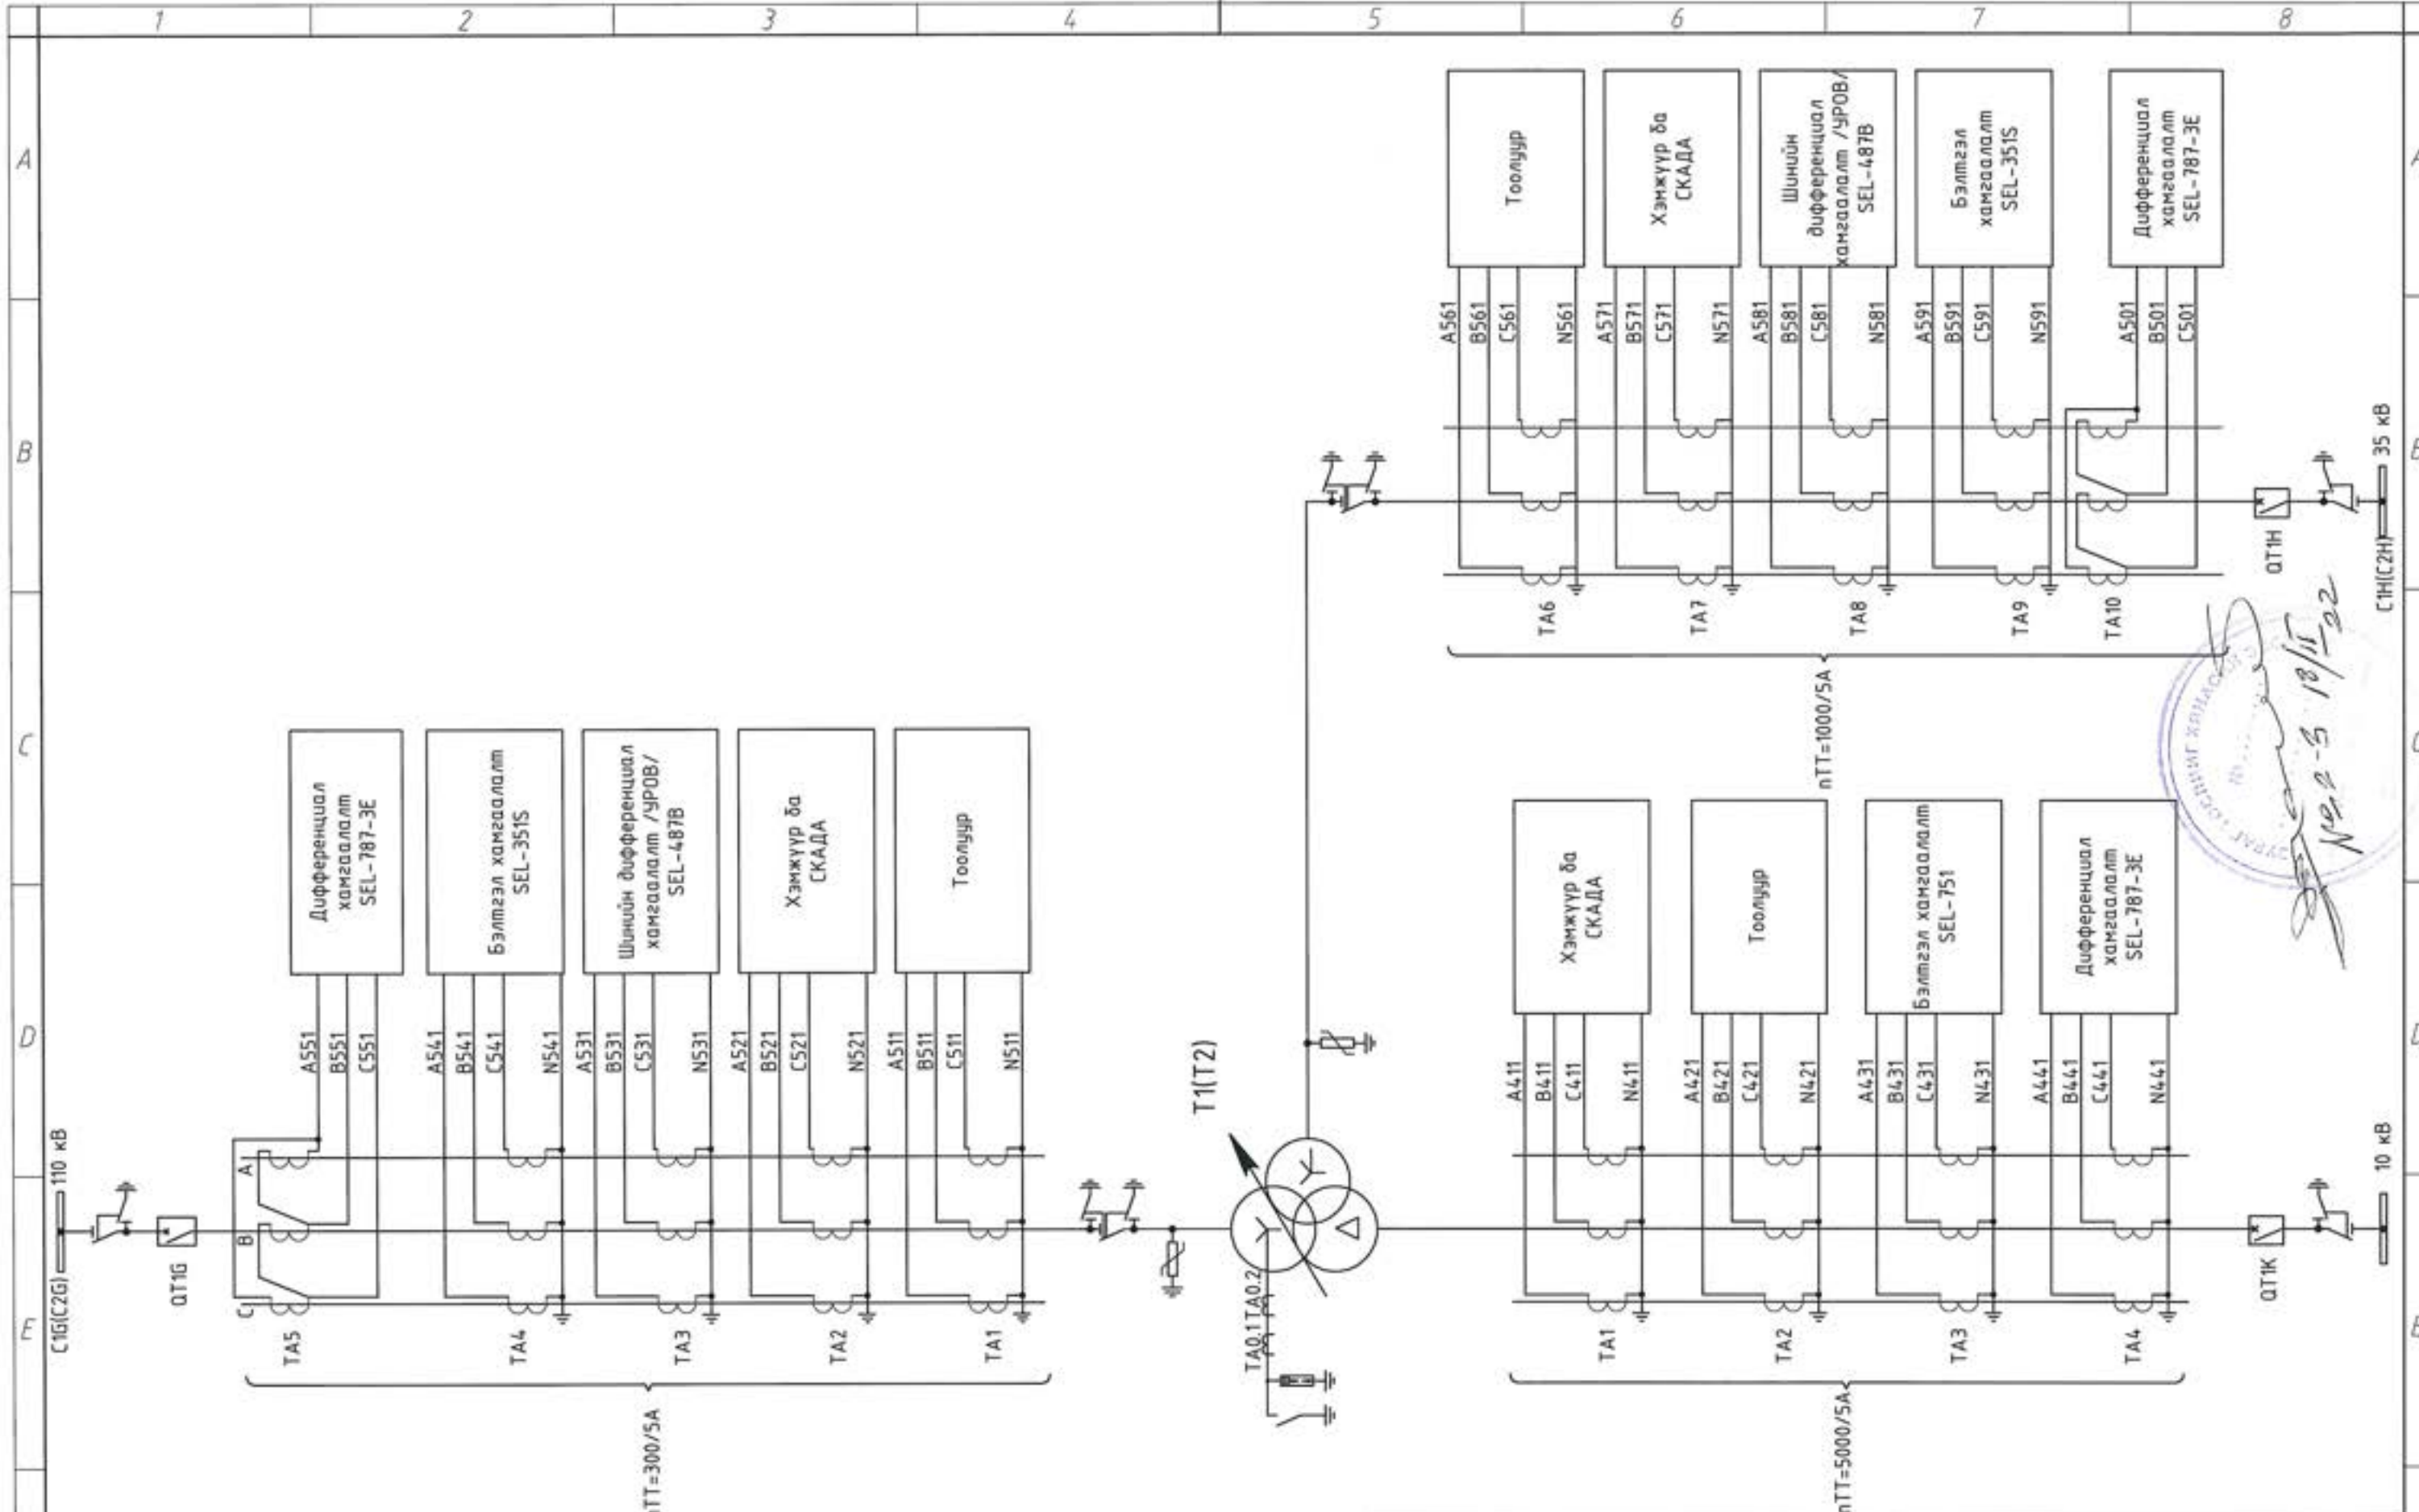 1 2 3 4 5 6 7 8
A
B
C
D
E
C1G(C2G) 110 кВ
QT1G
A
B
C
TA5
TA4
TA3
TA2
TA1
nTT=300/5A
Дифференциал
хамгаалалт
SEL-787-3E
A551
B551
C551
Бэлтгэл хамгаалалт
SEL-351S
A541
B541
C541
N541
Шинийн дифференциал
хамгаалалт /УРОВ/
SEL-487B
A531
B531
C531
N531
Хэмжүүр ба
СКАДА
A521
B521
C521
N521
Тоолуур
A511
B511
C511
N511
T1(T2)
TA0.1 TA0.2
Тоолуур
A561
B561
C561
N561
Хэмжүүр ба
СКАДА
A571
B571
C571
N571
Шинийн
дифференциал
хамгаалалт /УРОВ/
SEL-487B
A581
B581
C581
N581
Бэлтгэл
хамгаалалт
SEL-351S
A591
B591
C591
N591
Дифференциал
хамгаалалт
SEL-787-3E
A501
B501
C501
TA6
TA7
TA8
TA9
TA10
nTT=1000/5A
QT1H
C1H(C2H) 35 кВ
Хэмжүүр ба
СКАДА
A411
B411
C411
N411
Тоолуур
A421
B421
C421
N421
Бэлтгэл хамгаалалт
SEL-751
A431
B431
C431
N431
Дифференциал
хамгаалалт
SEL-787-3E
A441
B441
C441
N441
TA1
TA2
TA3
TA4
nTT=5000/5A
QT1K
10 кВ